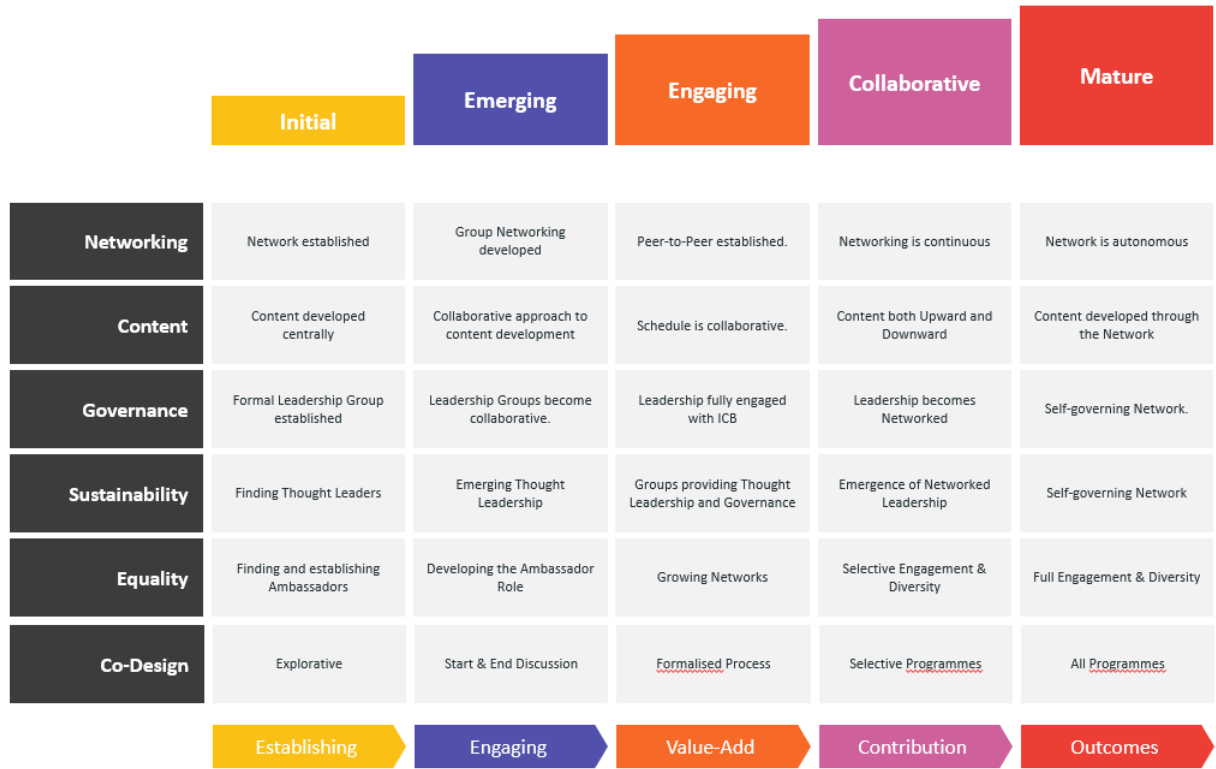 Initial
Emerging
Engaging
Collaborative
Mature
Networking
Network established
Group Networking
developed
Peer-to-Peer established.
Networking is continuous
Network is autonomous
Content
Content developed
centrally
Collaborative approach to
content development
Schedule is collaborative.
Content both Upward and
Downward
Content developed through
the Network
Governance
Formal Leadership Group
established
Leadership Groups become
collaborative.
Leadership fully engaged
with ICB
Leadership becomes
Networked
Self-governing Network.
Sustainability
Finding Thought Leaders
Emerging Thought
Leadership
Groups providing Thought
Leadership and Governance
Emergence of Networked
Leadership
Self-governing Network
Equality
Finding and establishing
Ambassadors
Developing the Ambassador
Role
Growing Networks
Selective Engagement &
Diversity
Full Engagement & Diversity
Co-Design
Explorative
Start & End Discussion
Formalised Process
Selective Programmes
All Programmes
Establishing
Engaging
Value-Add
Contribution
Outcomes